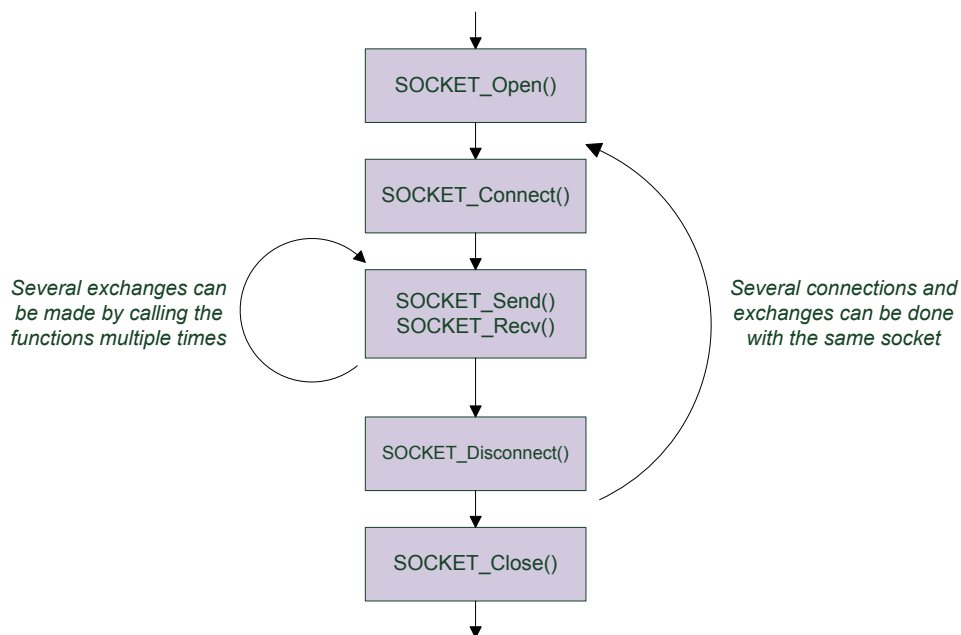 SOCKET_Open()
SOCKET_Connect()
Several exchanges can
be made by calling the
functions multiple times
SOCKET_Send()
SOCKET_Recv()
Several connections and
exchanges can be done
with the same socket
SOCKET_Disconnect()
SOCKET_Close()